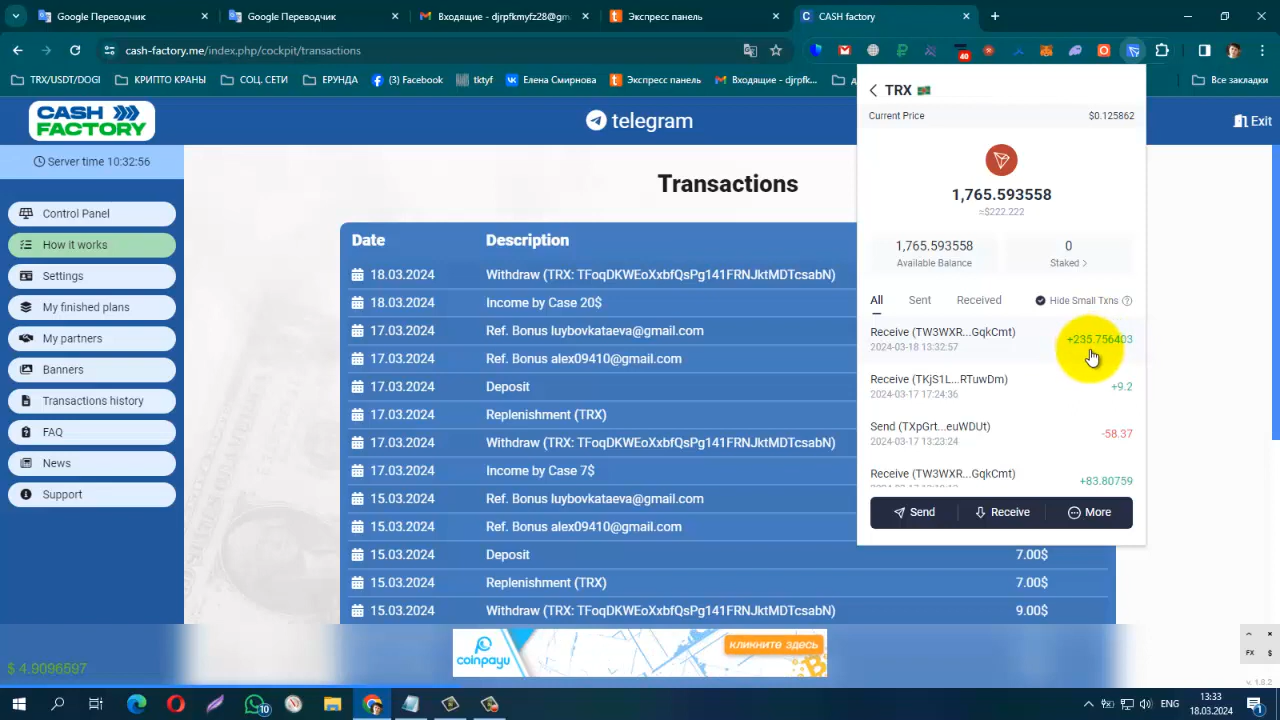 Google Переводчик
Google Переводчик
Входящие - djrpfkmyfz28@gm
Экспресс панель
CASH factory
cash-factory.me/index.php/cockpit/transactions
40
TRX/USDT/DOGI
КРИПТО КРАНЫ
СОЦ. СЕТИ
ЕРУНДА
(3) Facebook
tktyf
Елена Смирнова
Экспресс панель
Входящие - djrpfk...
Все закладки
CASH
FACTORY
telegram
Exit
Server time 10:32:56
Control Panel
How it works
Settings
My finished plans
My partners
Banners
Transactions history
FAQ
News
Support
$ 4.9096597
Transactions
Date Description
18.03.2024 Withdraw (TRX: TFoqDKWEoXxbfQsPg141FRNJktMDTcsabN)
18.03.2024 Income by Case 20$
17.03.2024 Ref. Bonus luybovkataeva@gmail.com
17.03.2024 Ref. Bonus alex09410@gmail.com
17.03.2024 Deposit
17.03.2024 Replenishment (TRX)
17.03.2024 Withdraw (TRX: TFoqDKWEoXxbfQsPg141FRNJktMDTcsabN)
17.03.2024 Income by Case 7$
15.03.2024 Ref. Bonus luybovkataeva@gmail.com
15.03.2024 Ref. Bonus alex09410@gmail.com
15.03.2024 Deposit 7.00$
15.03.2024 Replenishment (TRX) 7.00$
15.03.2024 Withdraw (TRX: TFoqDKWEoXxbfQsPg141FRNJktMDTcsabN) 9.00$
TRX
Current Price $0.125862
1,765.593558
≈$222.222
1,765.593558 0
Available Balance Staked >
All Sent Received Hide Small Txns
Receive (TW3WXR...GqkCmt) +235.756403
2024-03-18 13:32:57
Receive (TKjS1L...RTuwDm) +9.2
2024-03-17 17:24:36
Send (TXpGrt...euWDUt) -58.37
2024-03-17 13:23:24
Receive (TW3WXR...GqkCmt) +83.80759
Send Receive More
coinpayu
кликните здесь
FX $
v. 1.8.2
10
ENG
13:33
18.03.2024